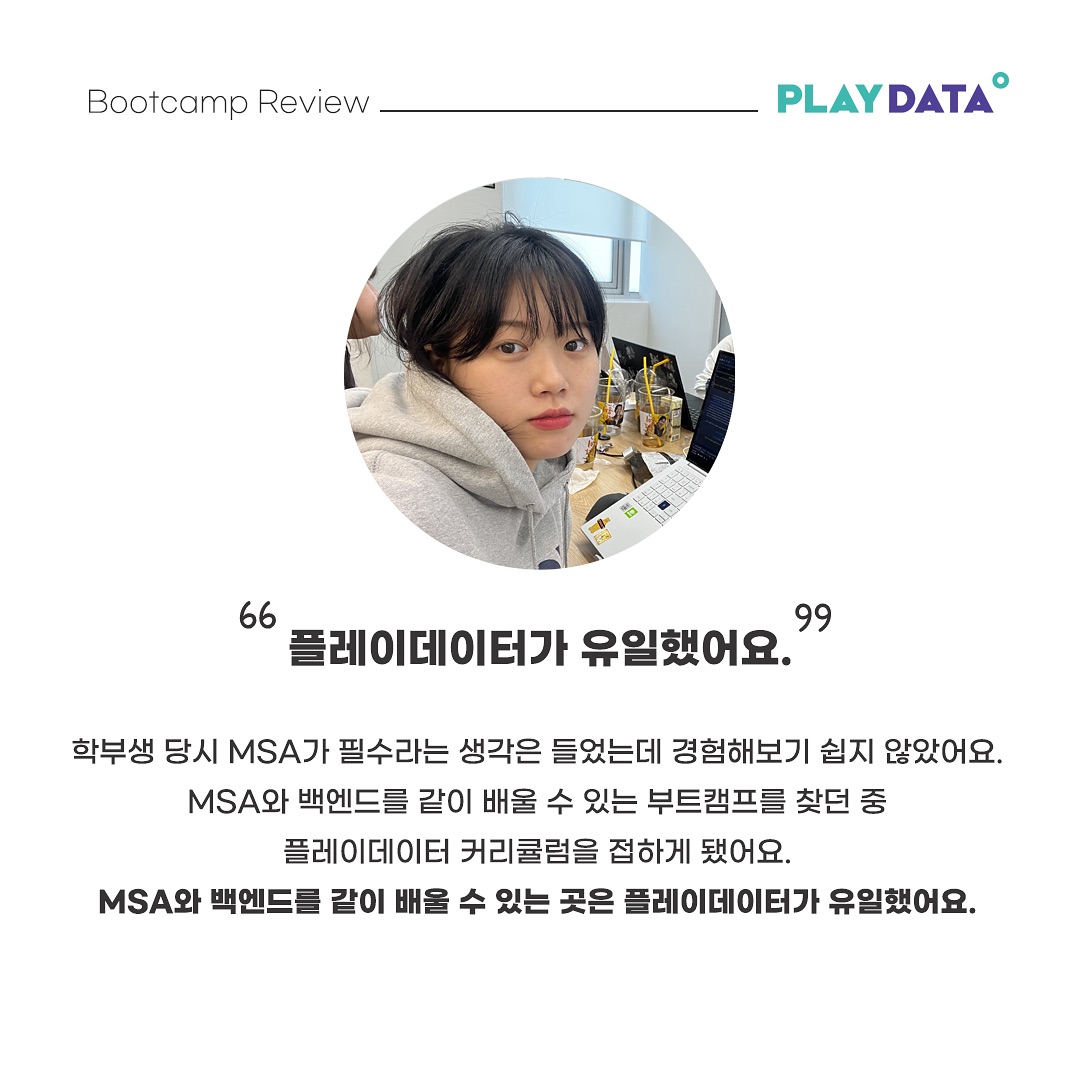 Bootcamp Review
PLAYDATA
“플레이데이터가 유일했어요.”
학부생 당시 MSA가 필수라는 생각은 들었는데 경험해보기 쉽지 않았어요.
MSA와 백엔드를 같이 배울 수 있는 부트캠프를 찾던 중
플레이데이터 커리큘럼을 접하게 됐어요.
MSA와 백엔드를 같이 배울 수 있는 곳은 플레이데이터가 유일했어요.